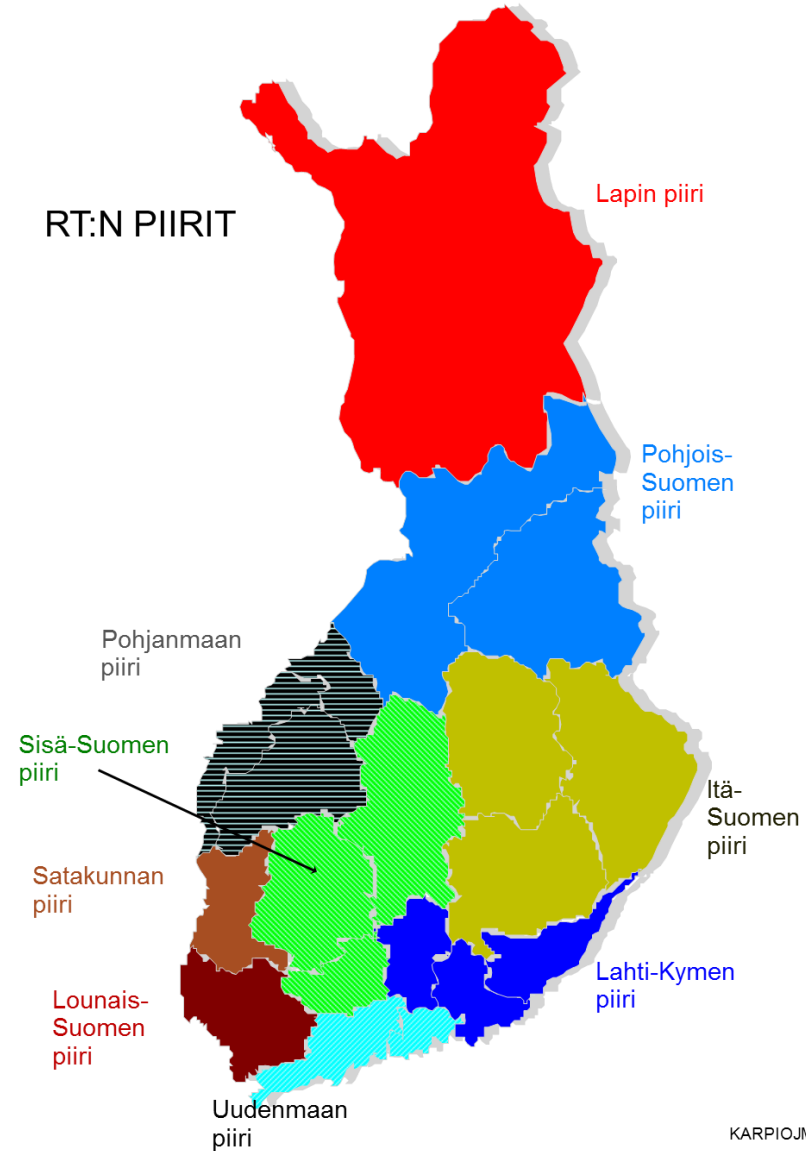 RT:N PIIRIT
Lapin piiri
Pohjois-
Suomen
piiri
Pohjanmaan
piiri
Sisä-Suomen
piiri
Itä-
Suomen
piiri
Satakunnan
piiri
Lahti-Kymen
piiri
Lounais-
Suomen
piiri
Uudenmaan
piiri
KARPIOJM